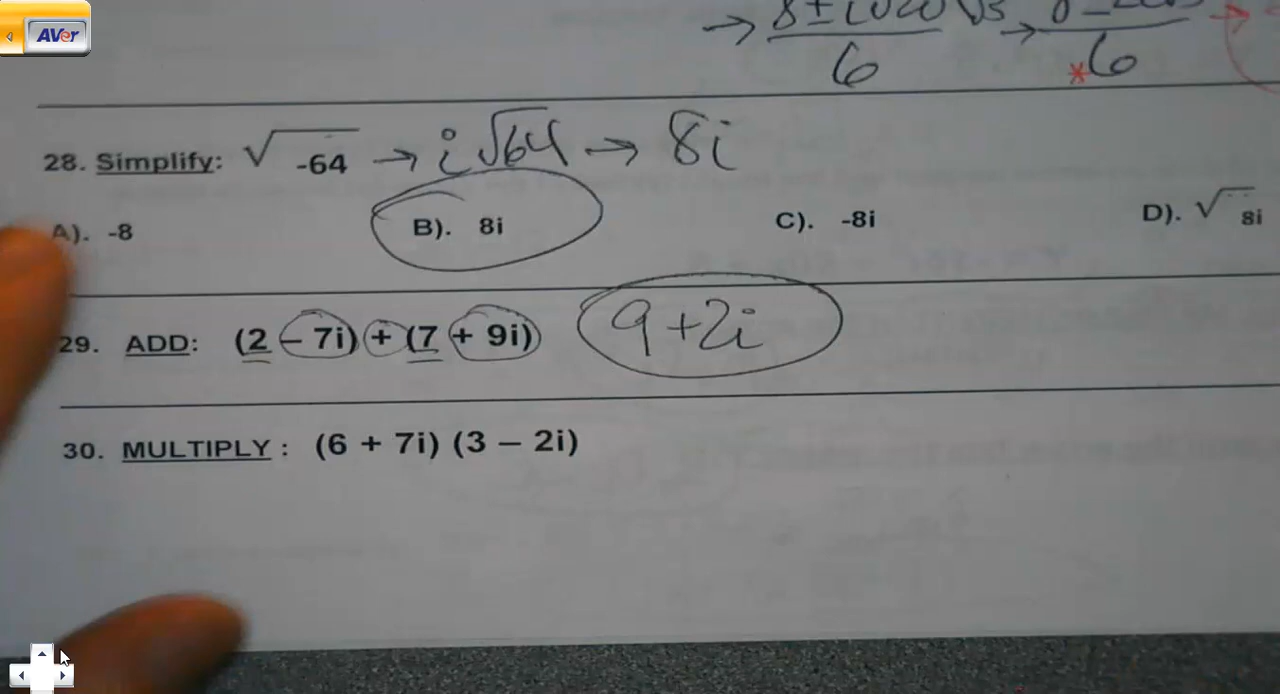 AVer
6
* 6
28. Simplify: √-64 → i√64 → 8i
A). -8 B). 8i C). -8i D). √8i
29. ADD: (2 – 7i) + (7 + 9i) 9+2i
30. MULTIPLY : (6 + 7i) (3 – 2i)